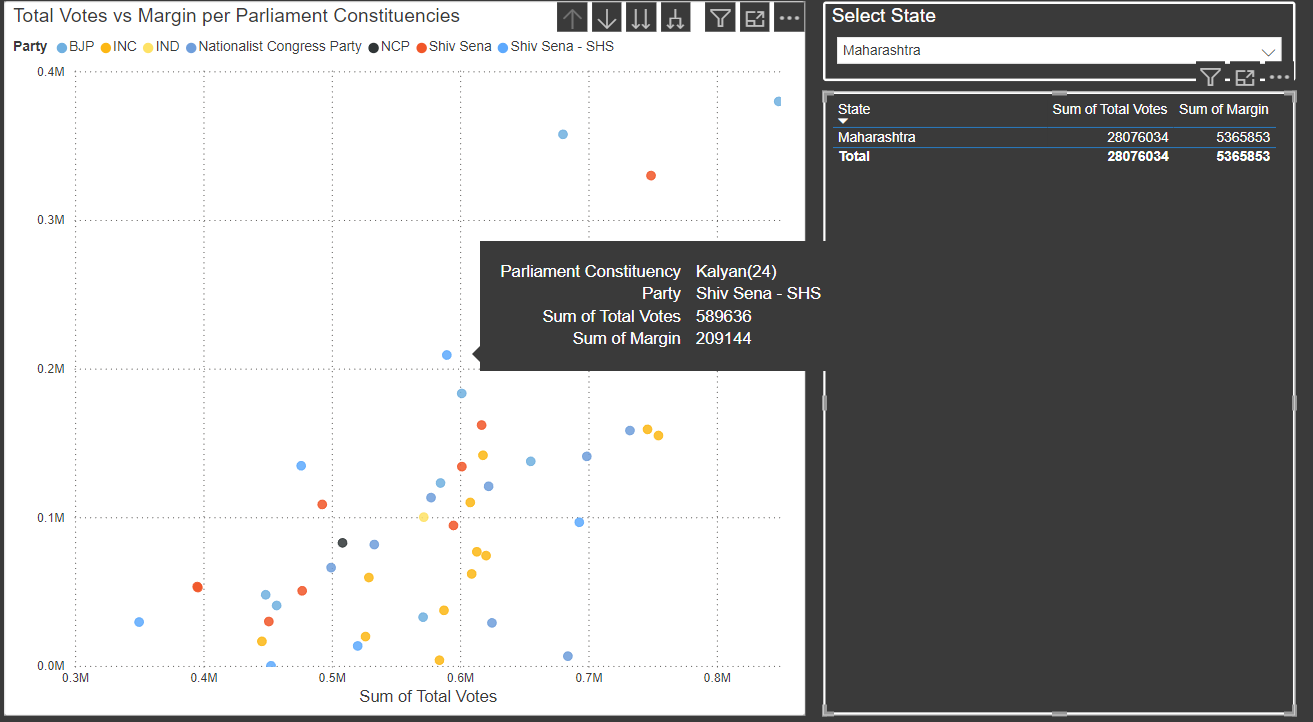 Total Votes vs Margin per Parliament Constituencies
Party BJP INC IND Nationalist Congress Party NCP Shiv Sena Shiv Sena - SHS
0.4M
0.3M
0.2M
0.1M
0.0M
0.3M 0.4M 0.5M 0.6M 0.7M 0.8M
Sum of Total Votes
Parliament Constituency Kalyan(24)
Party Shiv Sena - SHS
Sum of Total Votes 589636
Sum of Margin 209144
Select State
Maharashtra
State Sum of Total Votes Sum of Margin
Maharashtra 28076034 5365853
Total 28076034 5365853